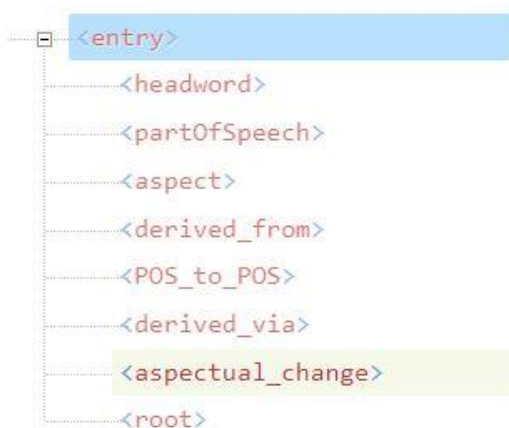 <entry>
<headword>
<partOfSpeech>
<aspect>
<derived_from>
<POS_to_POS>
<derived_via>
<aspectual_change>
<root>